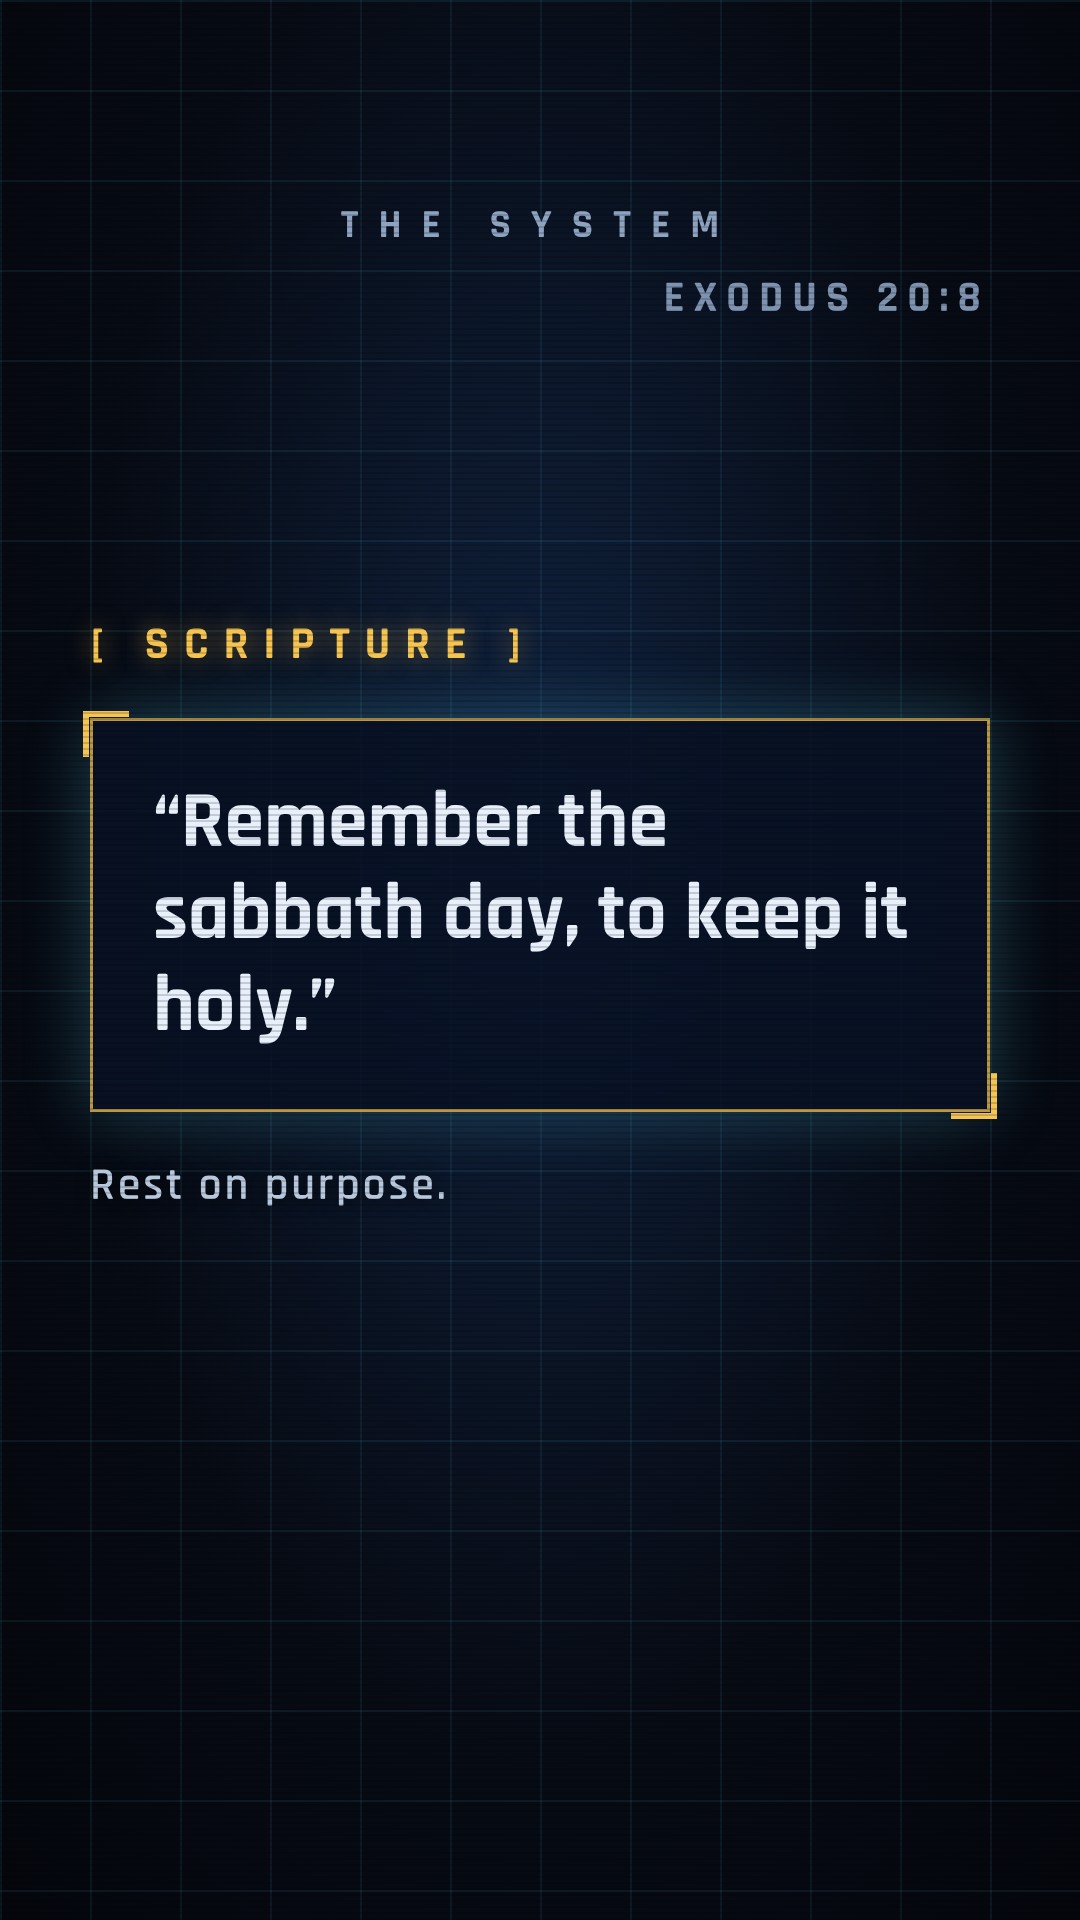 THE SYSTEM
EXODUS 20:8
[ SCRIPTURE ]
“Remember the
sabbath day, to keep it
holy.”
Rest on purpose.